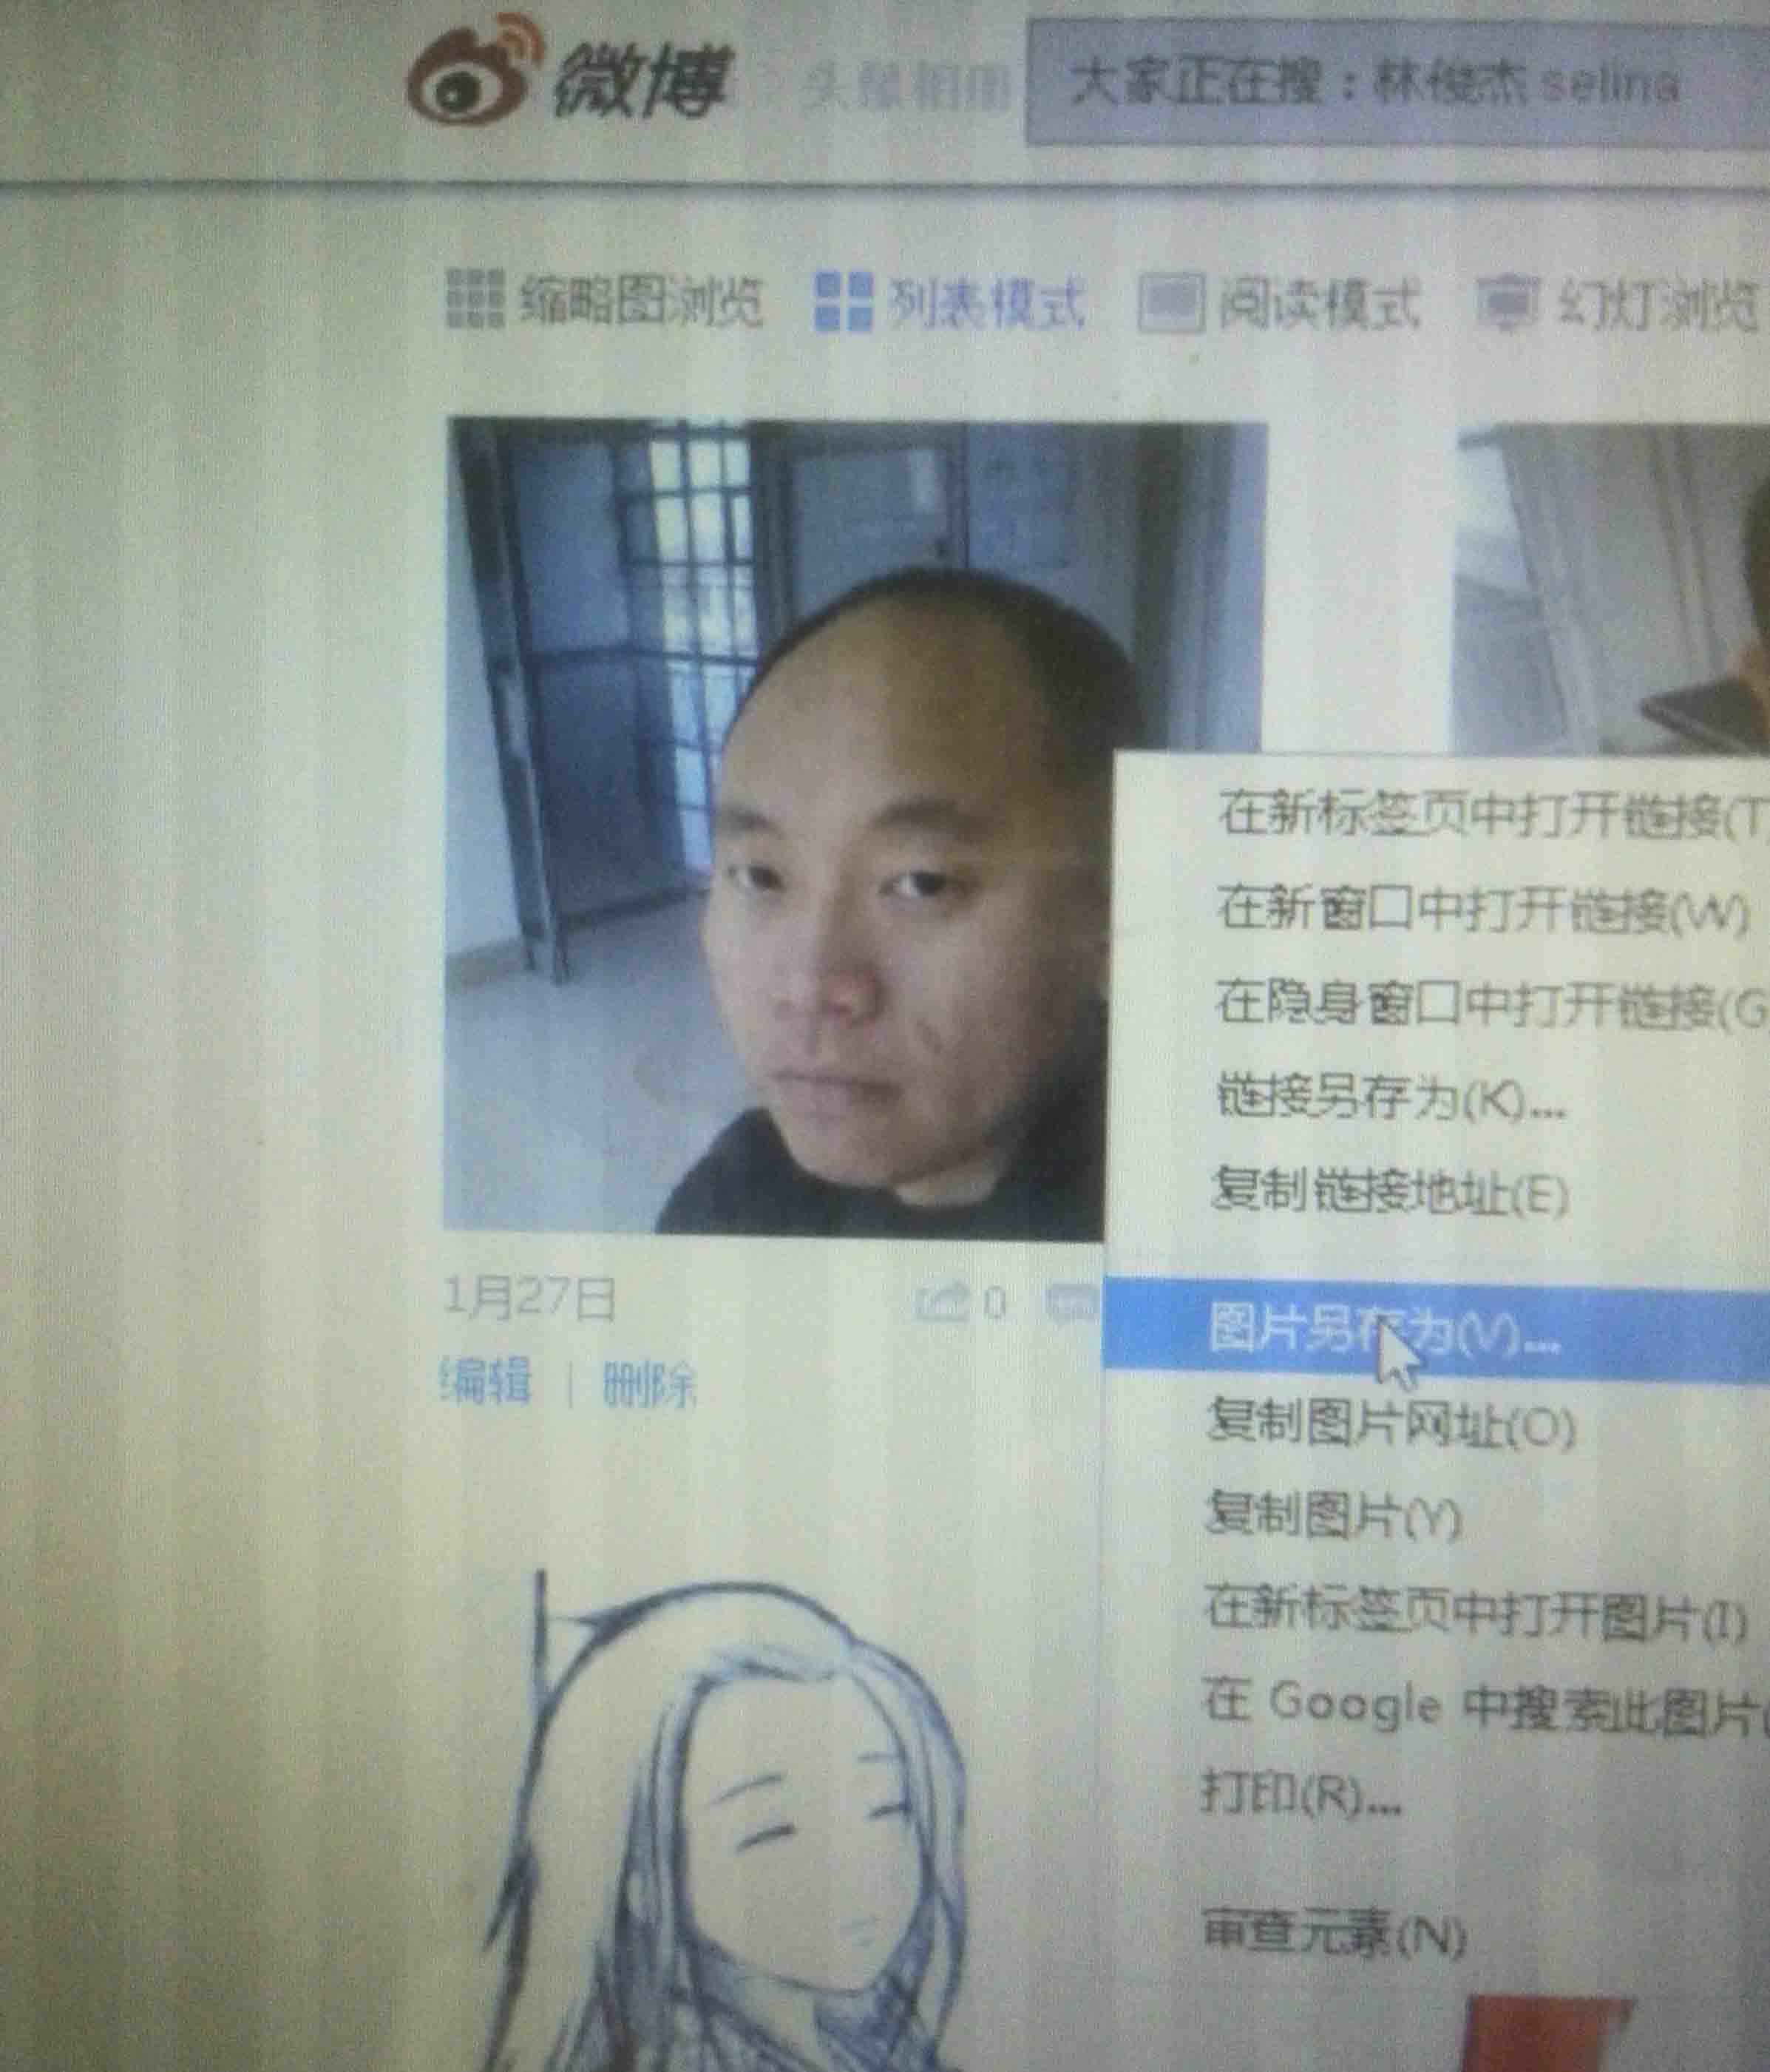 微博 头像相册 大家正在搜：林俊杰 selina
缩略图浏览 列表模式 阅读模式 幻灯浏览
在新标签页中打开链接(T
在新窗口中打开链接(W)
在隐身窗口中打开链接(G
链接另存为(K)...
复制链接地址(E)
1月27日 0
图片另存为(V)...
编辑 | 删除
复制图片网址(O)
复制图片(Y)
在新标签页中打开图片(I)
在 Google 中搜索此图片(
打印(R)...
审查元素(N)